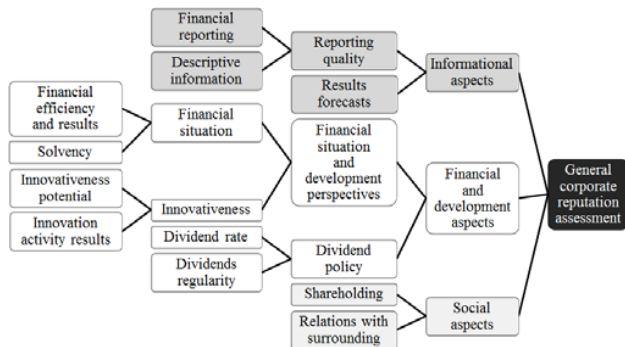 Financial
reporting
Descriptive
information
Reporting
quality
Results
forecasts
Informational
aspects
Financial
efficiency
and results
Solvency
Financial
situation
Innovativeness
potential
Innovation
activity results
Innovativeness
Financial
situation
and
development
perspectives
Dividend rate
Dividends
regularity
Dividend
policy
Financial
and
development
aspects
Shareholding
Relations with
surrounding
Social
aspects
General
corporate
reputation
assessment